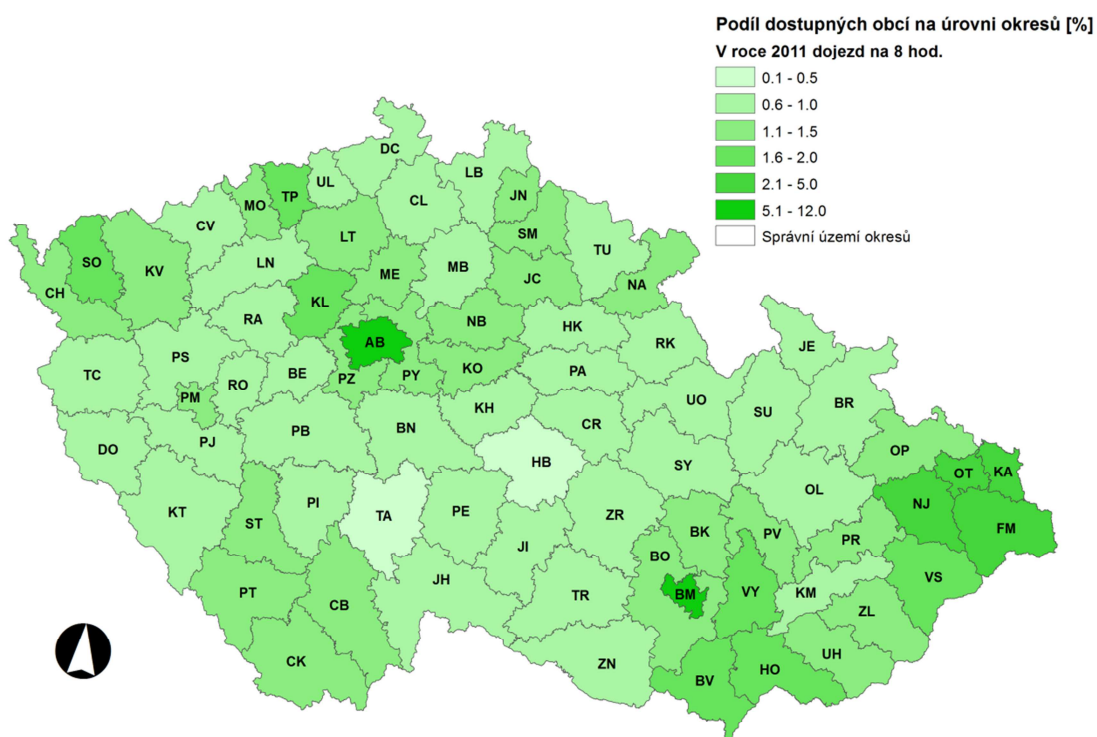 Podíl dostupných obcí na úrovni okresů [%]
V roce 2011 dojezd na 8 hod.
0.1 - 0.5
0.6 - 1.0
1.1 - 1.5
1.6 - 2.0
2.1 - 5.0
5.1 - 12.0
Správní území okresů
DC
LB
UL
TP
JN
MO
CL
CV
LT
SM
TU
SO
KV
LN
ME
MB
JC
NA
CH
KL
RA
NB
HK
AB
RK
JE
PS
TC
RO
BE
PZ
PY
KO
PA
PM
UO
SU
BR
KH
CR
DO
PJ
PB
BN
OP
HB
SY
OT
KA
OL
KT
PI
TA
PE
ZR
NJ
ST
FM
BK
PV
PR
JI
BO
VS
JH
PT
CB
TR
BM
VY
KM
ZL
CK
ZN
UH
HO
BV